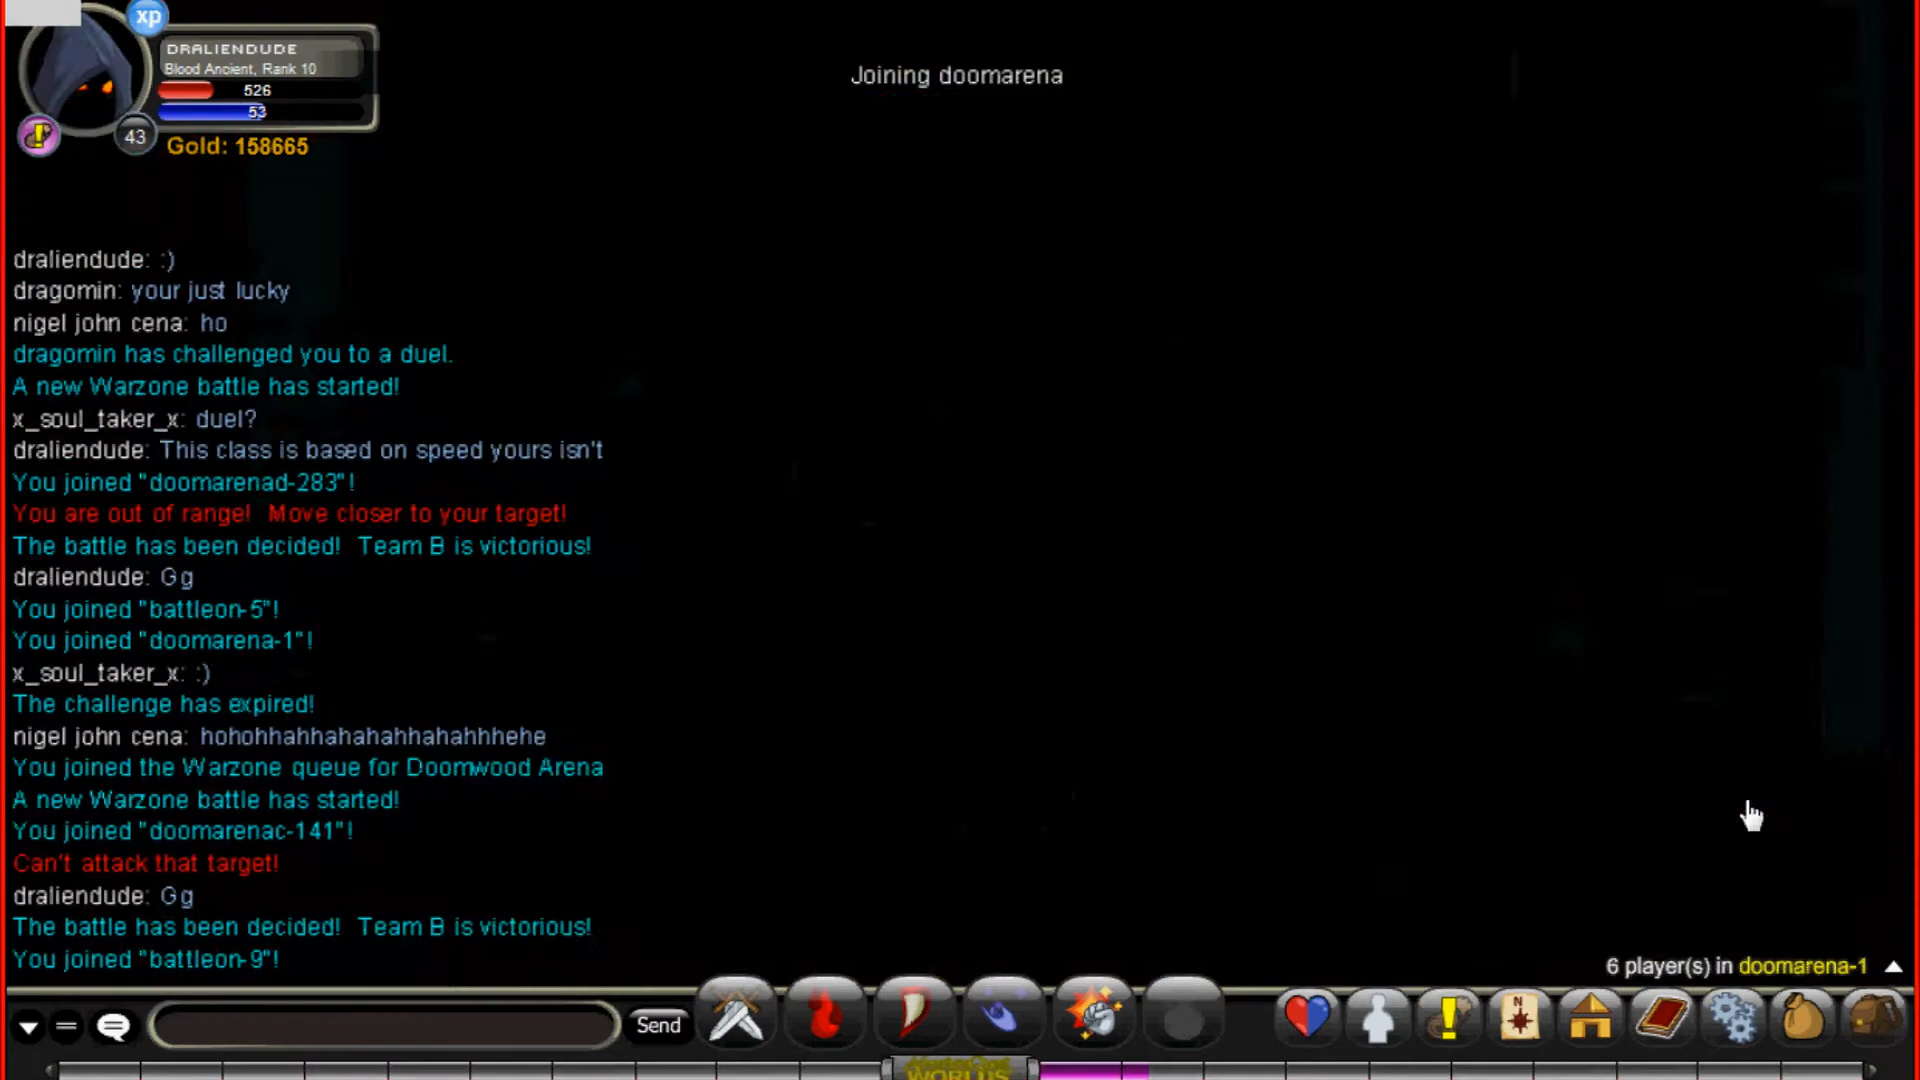 xp
DRALIENDUDE
Blood Ancient, Rank 10
526
53
43
Gold: 158665
Joining doomarena
draliendude: :)
dragomin: your just lucky
nigel john cena: ho
dragomin has challenged you to a duel.
A new Warzone battle has started!
x_soul_taker_x: duel?
draliendude: This class is based on speed yours isn't
You joined "doomarenad-283"!
You are out of range! Move closer to your target!
The battle has been decided! Team B is victorious!
draliendude: Gg
You joined "battleon-5"!
You joined "doomarena-1"!
x_soul_taker_x: :)
The challenge has expired!
nigel john cena: hohohhahhahahahhahahhhehe
You joined the Warzone queue for Doomwood Arena
A new Warzone battle has started!
You joined "doomarenac-141"!
Can't attack that target!
draliendude: Gg
The battle has been decided! Team B is victorious!
You joined "battleon-9"!
6 player(s) in doomarena-1
Send
N
WORLDS